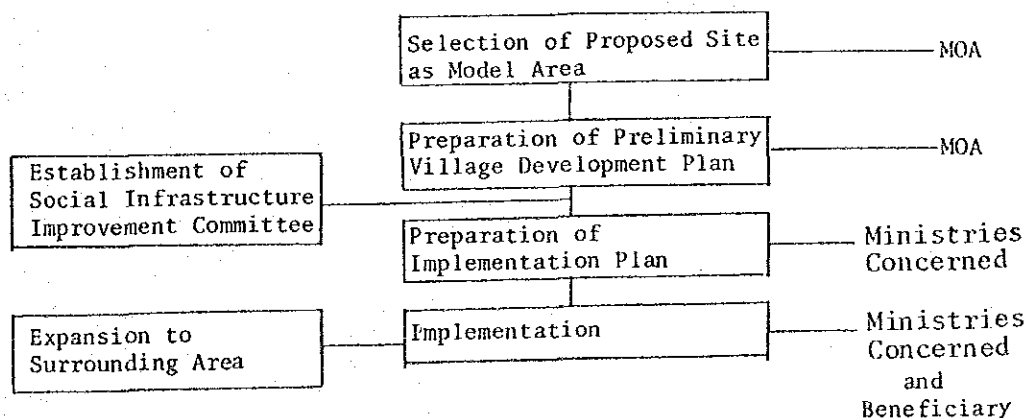 Selection of Proposed Site
as Model Area
MOA
Preparation of Preliminary
Village Development Plan
MOA
Establishment of
Social Infrastructure
Improvement Committee
Preparation of
Implementation Plan
Ministries
Concerned
Expansion to
Surrounding Area
Implementation
Ministries
Concerned
and
Beneficiary